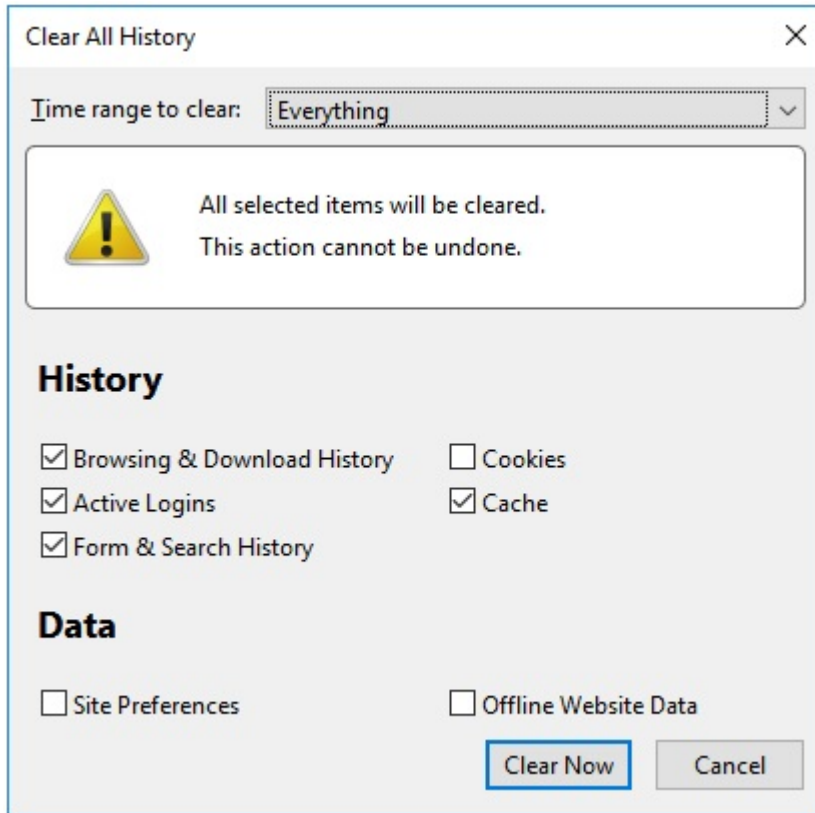 Clear All History
Time range to clear: Everything
All selected items will be cleared.
This action cannot be undone.
History
Browsing & Download History Cookies
Active Logins Cache
Form & Search History
Data
Site Preferences Offline Website Data
Clear Now Cancel